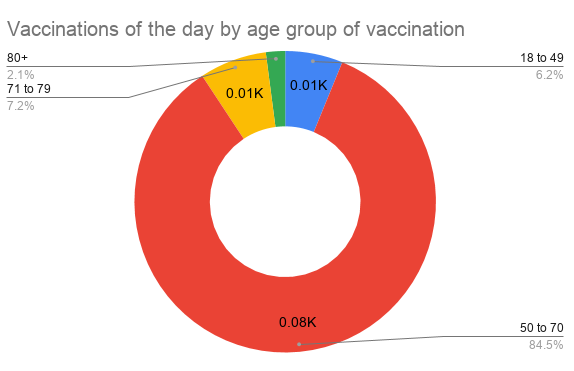 Vaccinations of the day by age group of vaccination
80+
2.1%
71 to 79
7.2%
18 to 49
6.2%
0.01K
0.01K
0.08K
50 to 70
84.5%